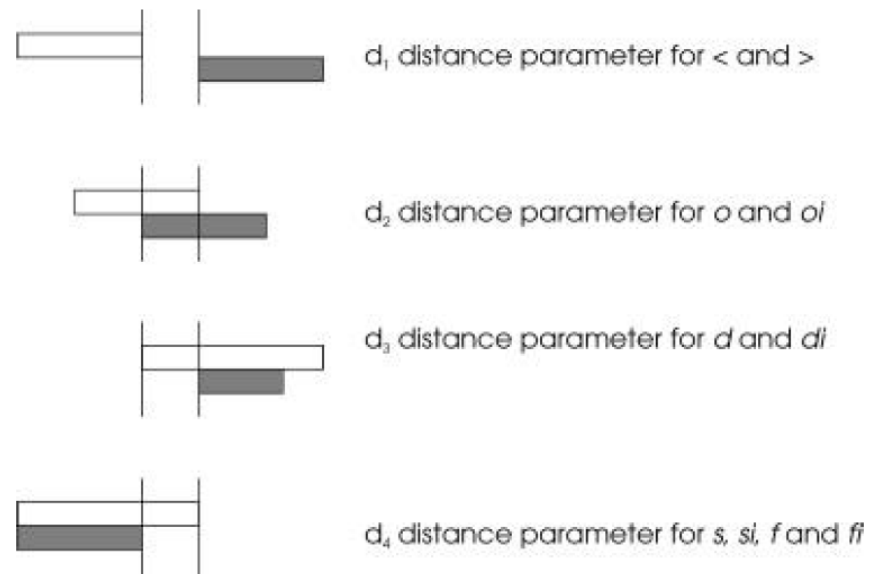 d₁ distance parameter for < and >
d₂ distance parameter for o and oi
d₃ distance parameter for d and di
d₄ distance parameter for s, si, f and fi